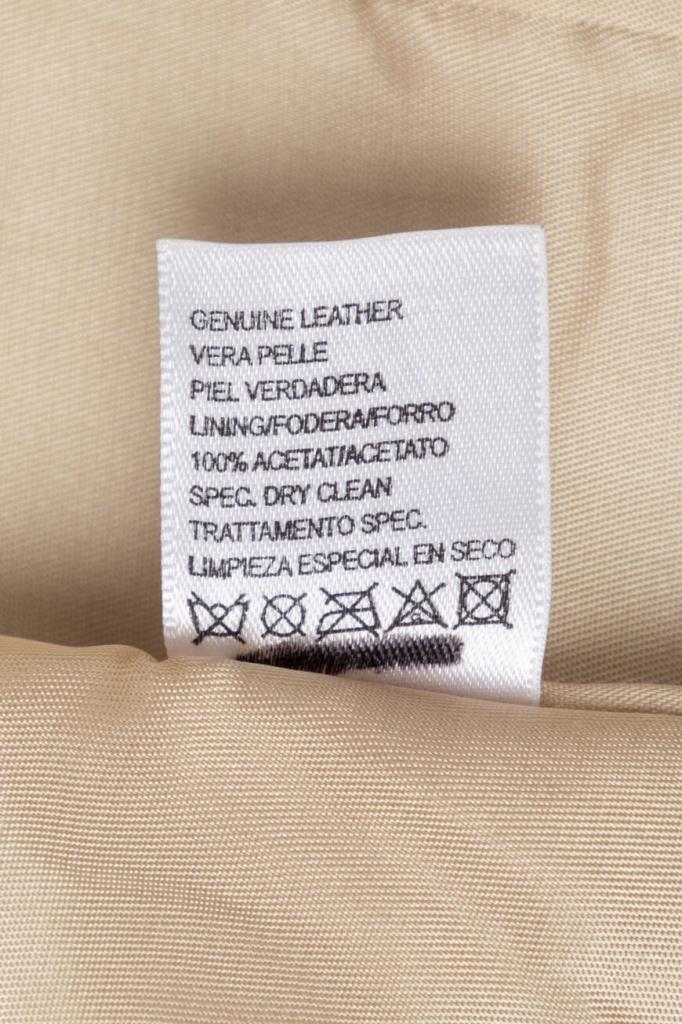 GENUINE LEATHER
VERA PELLE
PIEL VERDADERA
LINING/FODERA/FORRO
100% ACETAT/ACETATO
SPEC. DRY CLEAN
TRATTAMENTO SPEC.
LIMPIEZA ESPECIAL EN SECO